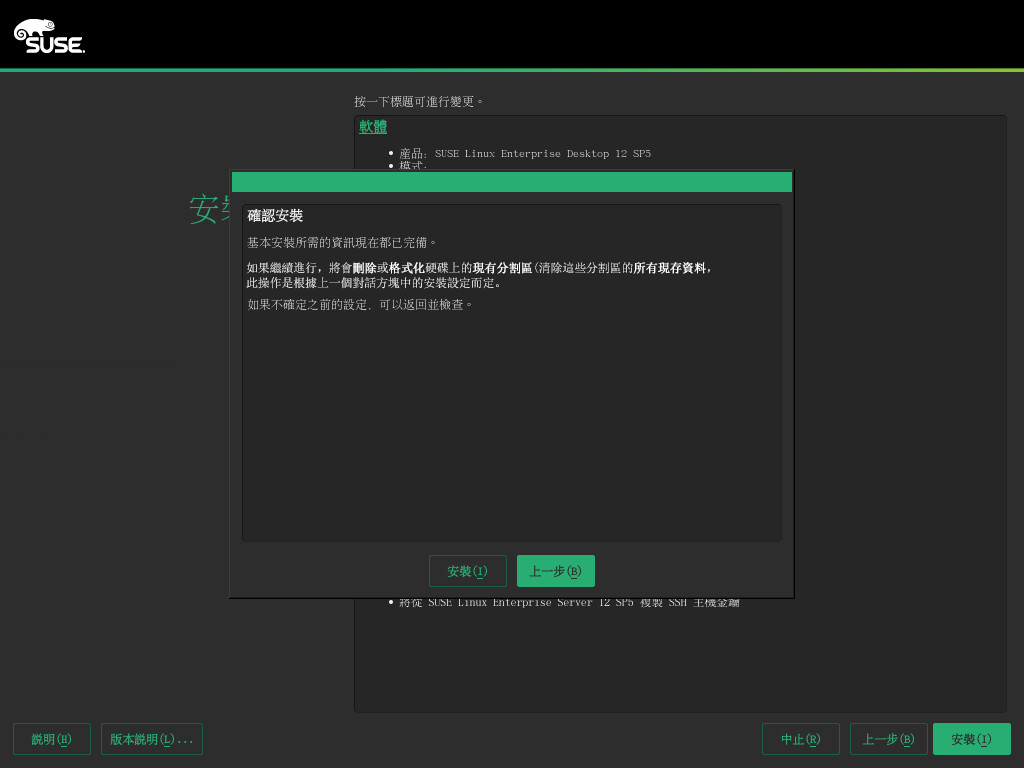 SUSE.
按一下標題可進行變更。
軟體
• 產品: SUSE Linux Enterprise Desktop 12 SP5
• 模式:
安
確認安裝
基本安裝所需的資訊現在都已完備。
如果繼續進行，將會刪除或格式化硬碟上的現有分割區(清除這些分割區的所有現存資料，
此操作是根據上一個對話方塊中的安裝設定而定。
如果不確定之前的設定，可以返回並檢查。
安裝(I) 上一步(B)
• 將從 SUSE Linux Enterprise Server 12 SP5 複製 SSH 主機金鑰
說明(H) 版本說明(L)... 中止(R) 上一步(B) 安裝(I)